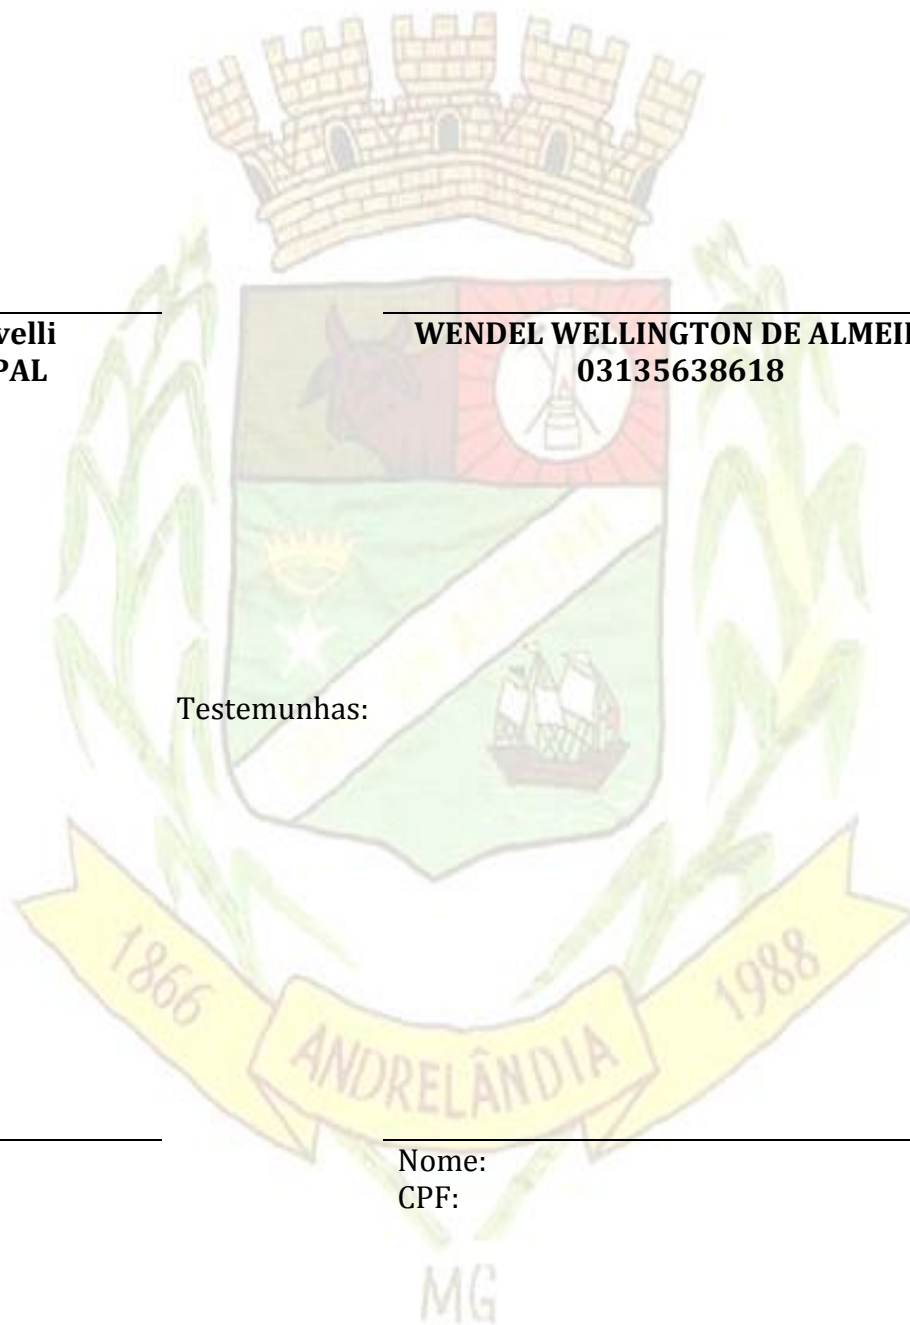 velli
PAL
WENDEL WELLINGTON DE ALMEI
03135638618
Testemunhas:
1866
ANDRELÂNDIA
1988
Nome:
CPF:
MG